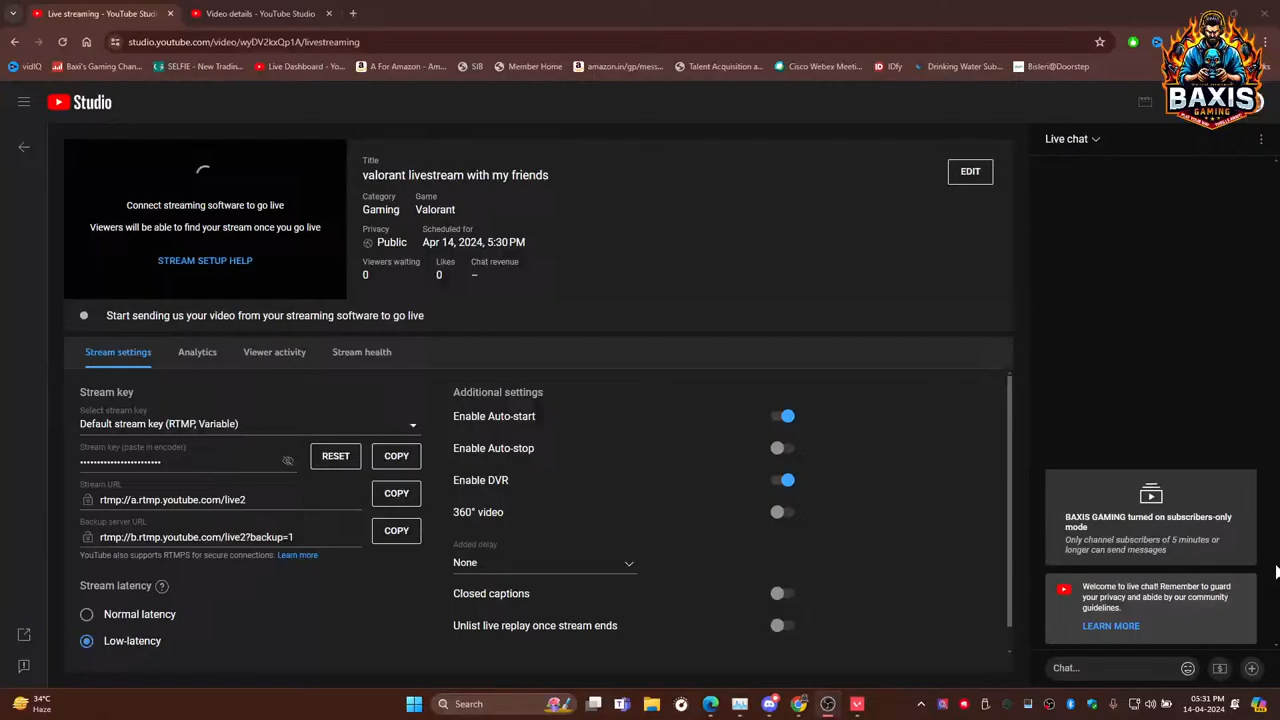 Live streaming - YouTube Studio
Video details - YouTube Studio
studio.youtube.com/video/wyDV2kxQp1A/livestreaming
vidIQ
Baxi's Gaming Chan...
SELFIE - New Trading...
Live Dashboard - Yo...
A For Amazon - Am...
SIB
Member Home
amazon.in/gp/mess...
Talent Acquisition a...
Cisco Webex Meeti...
IDfy
Drinking Water Sub...
Bisleri@Doorstep
BAXIS
GAMING
Studio
Live chat
Connect streaming software to go live
Viewers will be able to find your stream once you go live
STREAM SETUP HELP
Title
valorant livestream with my friends
EDIT
Category
Game
Gaming
Valorant
Privacy
Scheduled for
Public
Apr 14, 2024, 5:30 PM
Viewers waiting
Likes
Chat revenue
0
0
–
Start sending us your video from your streaming software to go live
Stream settings
Analytics
Viewer activity
Stream health
Stream key
Select stream key
Default stream key (RTMP, Variable)
Stream key (paste in encoder)
••••••••••••••••••••••••
RESET
COPY
Stream URL
rtmp://a.rtmp.youtube.com/live2
COPY
Backup server URL
rtmp://b.rtmp.youtube.com/live2?backup=1
COPY
YouTube also supports RTMPS for secure connections. Learn more
Stream latency
Normal latency
Low-latency
Additional settings
Enable Auto-start
Enable Auto-stop
Enable DVR
360° video
Added delay
None
Closed captions
Unlist live replay once stream ends
BAXIS GAMING turned on subscribers-only
mode
Only channel subscribers of 5 minutes or
longer can send messages
Welcome to live chat! Remember to guard
your privacy and abide by our community
guidelines.
LEARN MORE
Chat...
34°C
Haze
Search
05:31 PM
14-04-2024